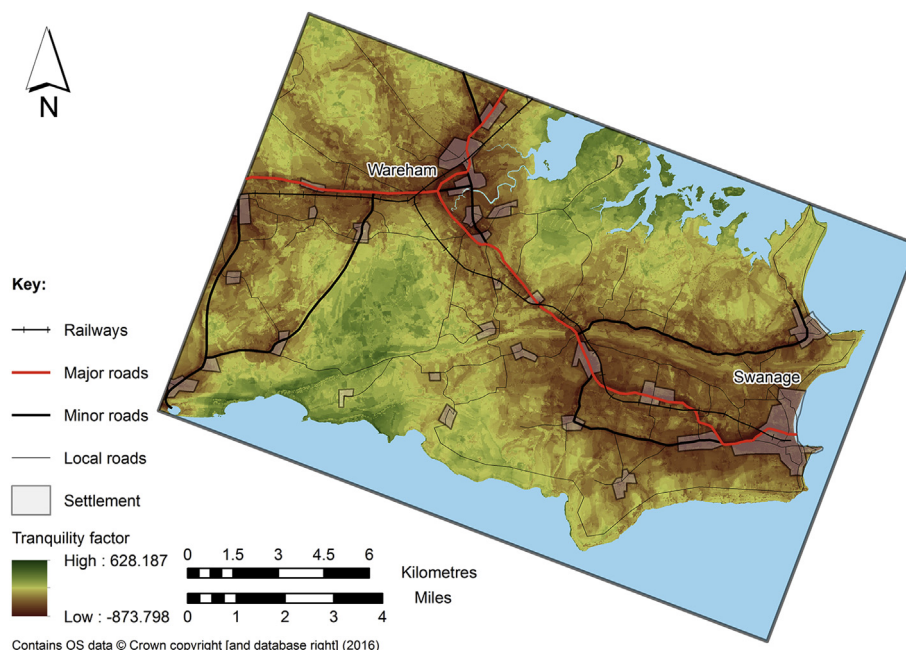 N
Wareham
Swanage
Key:
Railways
Major roads
Minor roads
Local roads
Settlement
Tranquility factor
High : 628.187
Low : -873.798
0 1.5 3 4.5 6
Kilometres
Miles
0 1 2 3 4
Contains OS data © Crown copyright [and database right] (2016)